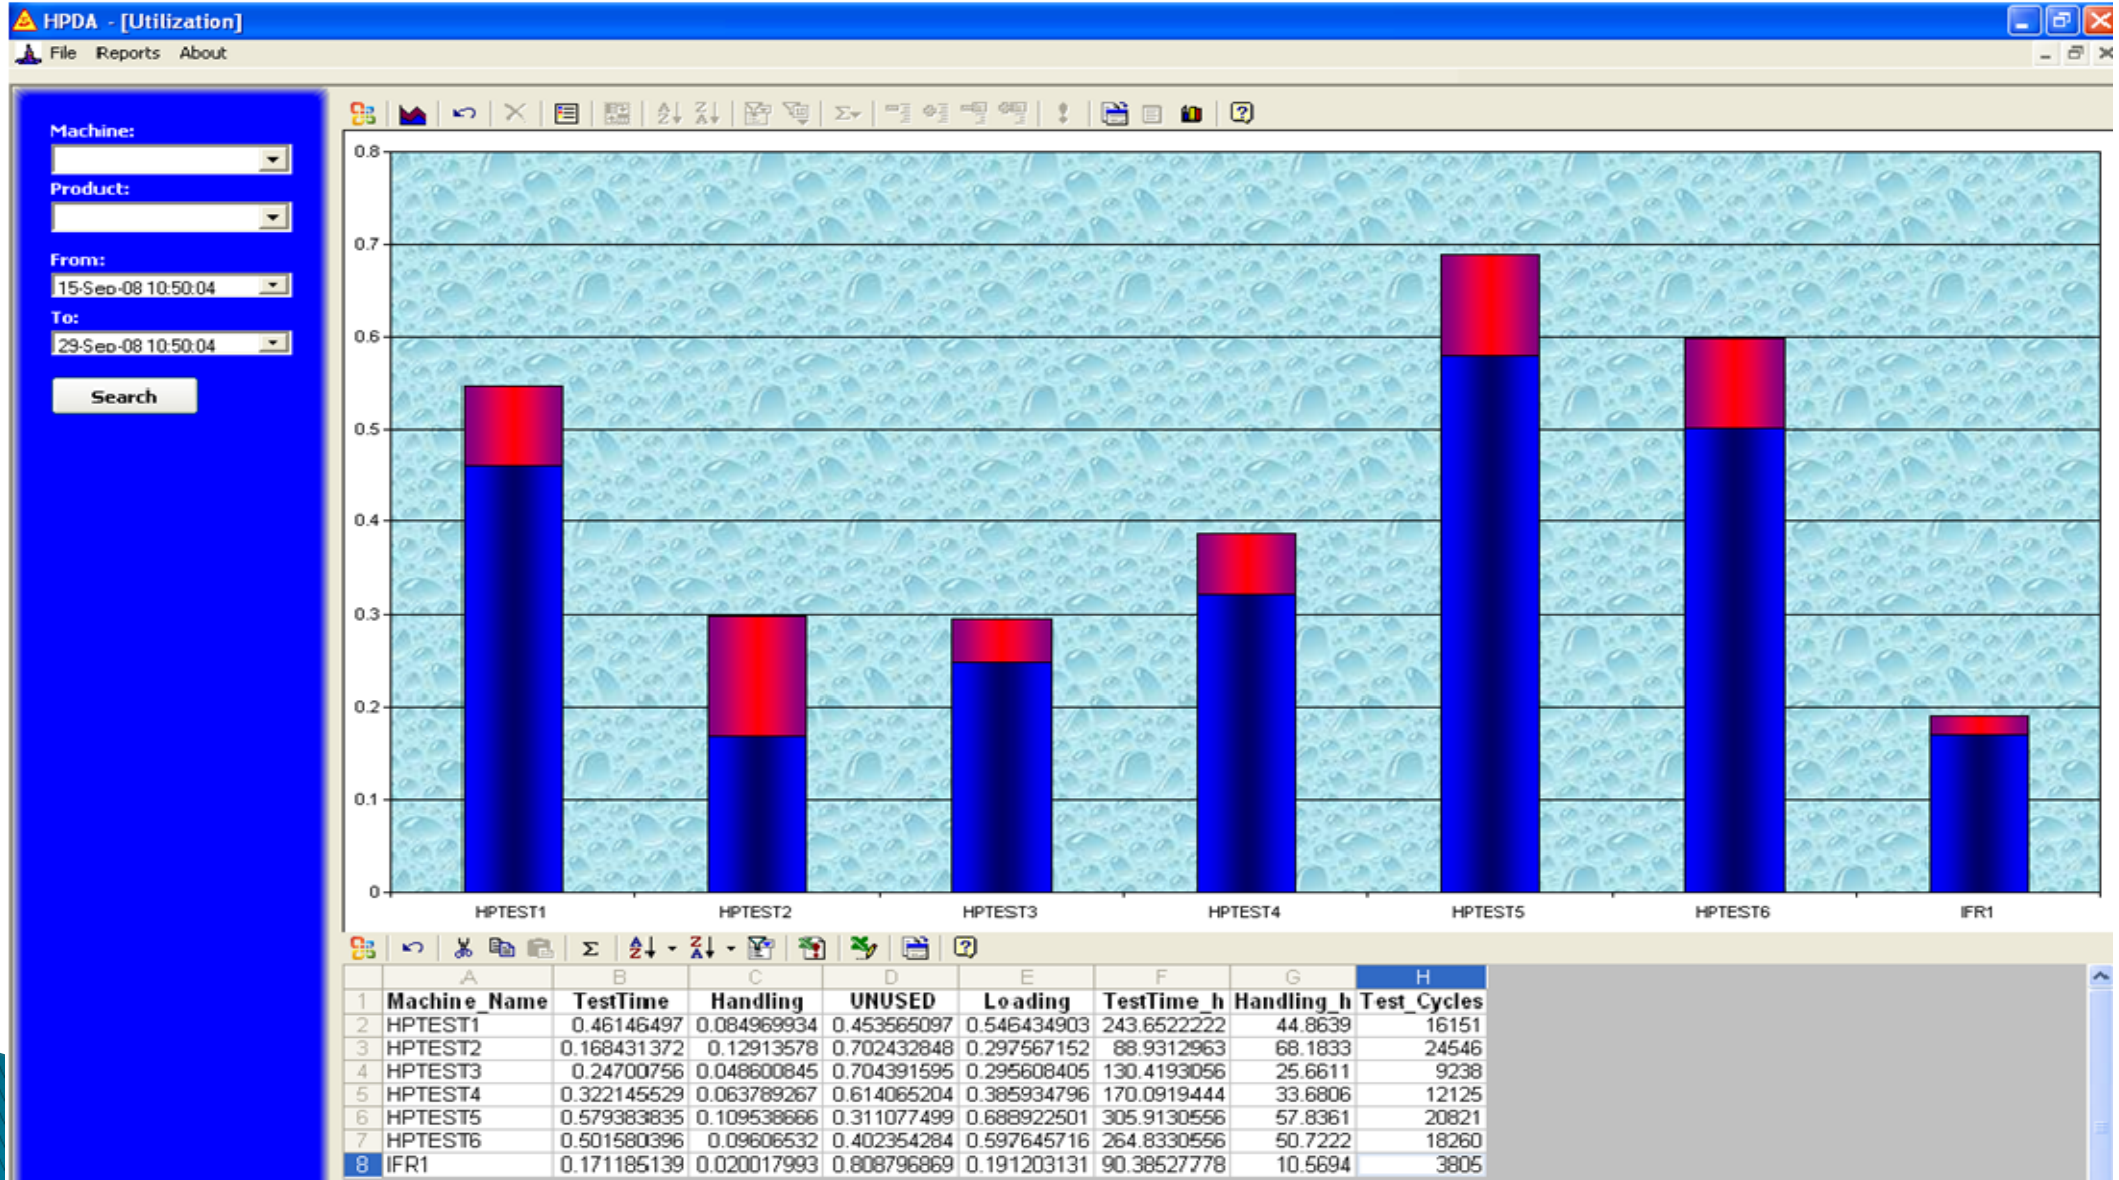 HPDA - [Utilization]
File Reports About
Machine:
Product:
From:
15-Sep-08 10:50:04
To:
29-Sep-08 10:50:04
Search
0.8
0.7
0.6
0.5
0.4
0.3
0.2
0.1
0
HPTEST1 HPTEST2 HPTEST3 HPTEST4 HPTEST5 HPTEST6 IFR1
A B C D E F G H
1 Machine_Name TestTime Handling UNUSED Loading TestTime_h Handling_h Test_Cycles
2 HPTEST1 0.46146497 0.084969934 0.453565097 0.546434903 243.6522222 44.8639 16151
3 HPTEST2 0.168431372 0.12913578 0.702432848 0.297567152 88.9312963 68.1833 24546
4 HPTEST3 0.24700756 0.048600845 0.704391595 0.295608405 130.4193056 25.6611 9238
5 HPTEST4 0.322145529 0.063789267 0.614065204 0.385934796 170.0919444 33.6806 12125
6 HPTEST5 0.579383835 0.109538666 0.311077499 0.688922501 305.9130556 57.8361 20821
7 HPTEST6 0.501580396 0.09606532 0.402354284 0.597645716 264.8330556 50.7222 18260
8 IFR1 0.171185139 0.020017993 0.808796869 0.191203131 90.38527778 10.5694 3805